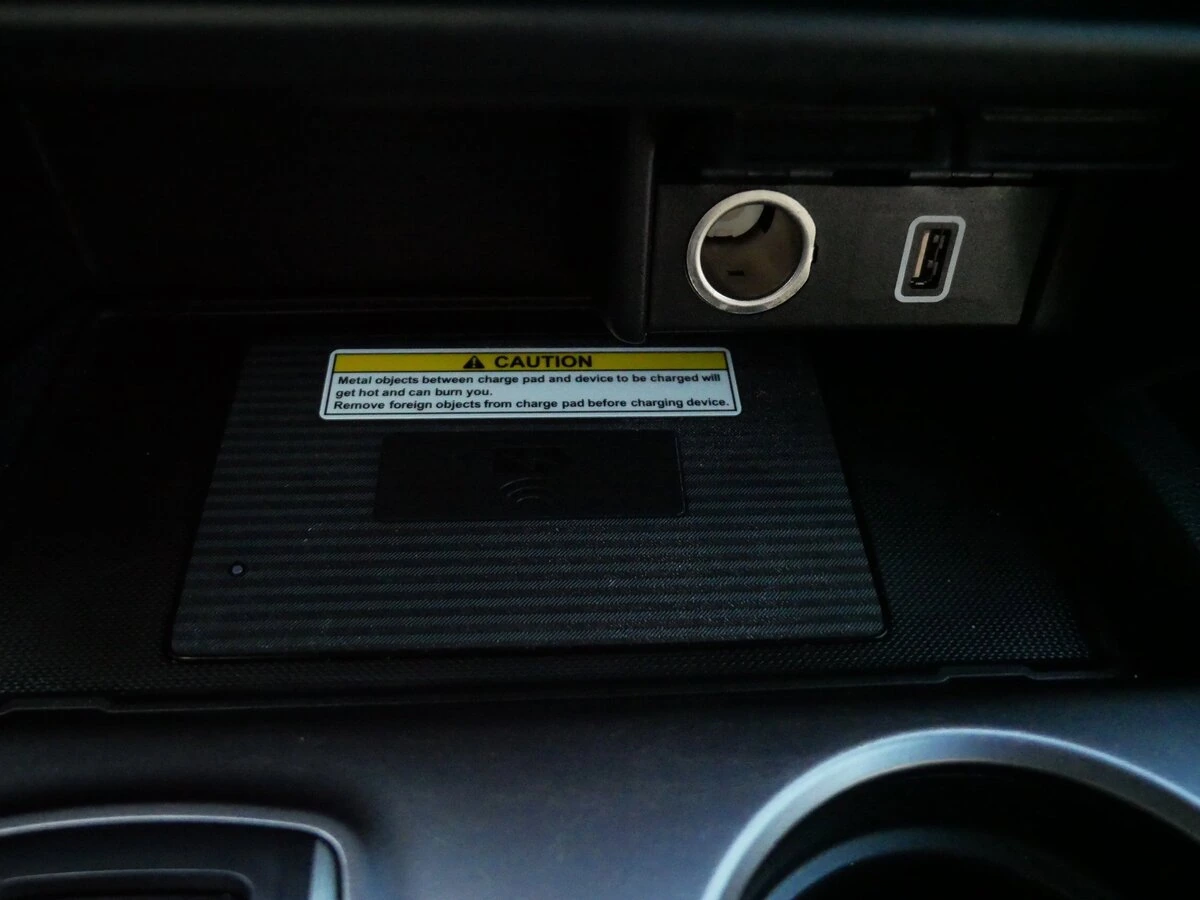 CAUTION
Metal objects between charge pad and device to be charged will
get hot and can burn you.
Remove foreign objects from charge pad before charging device.